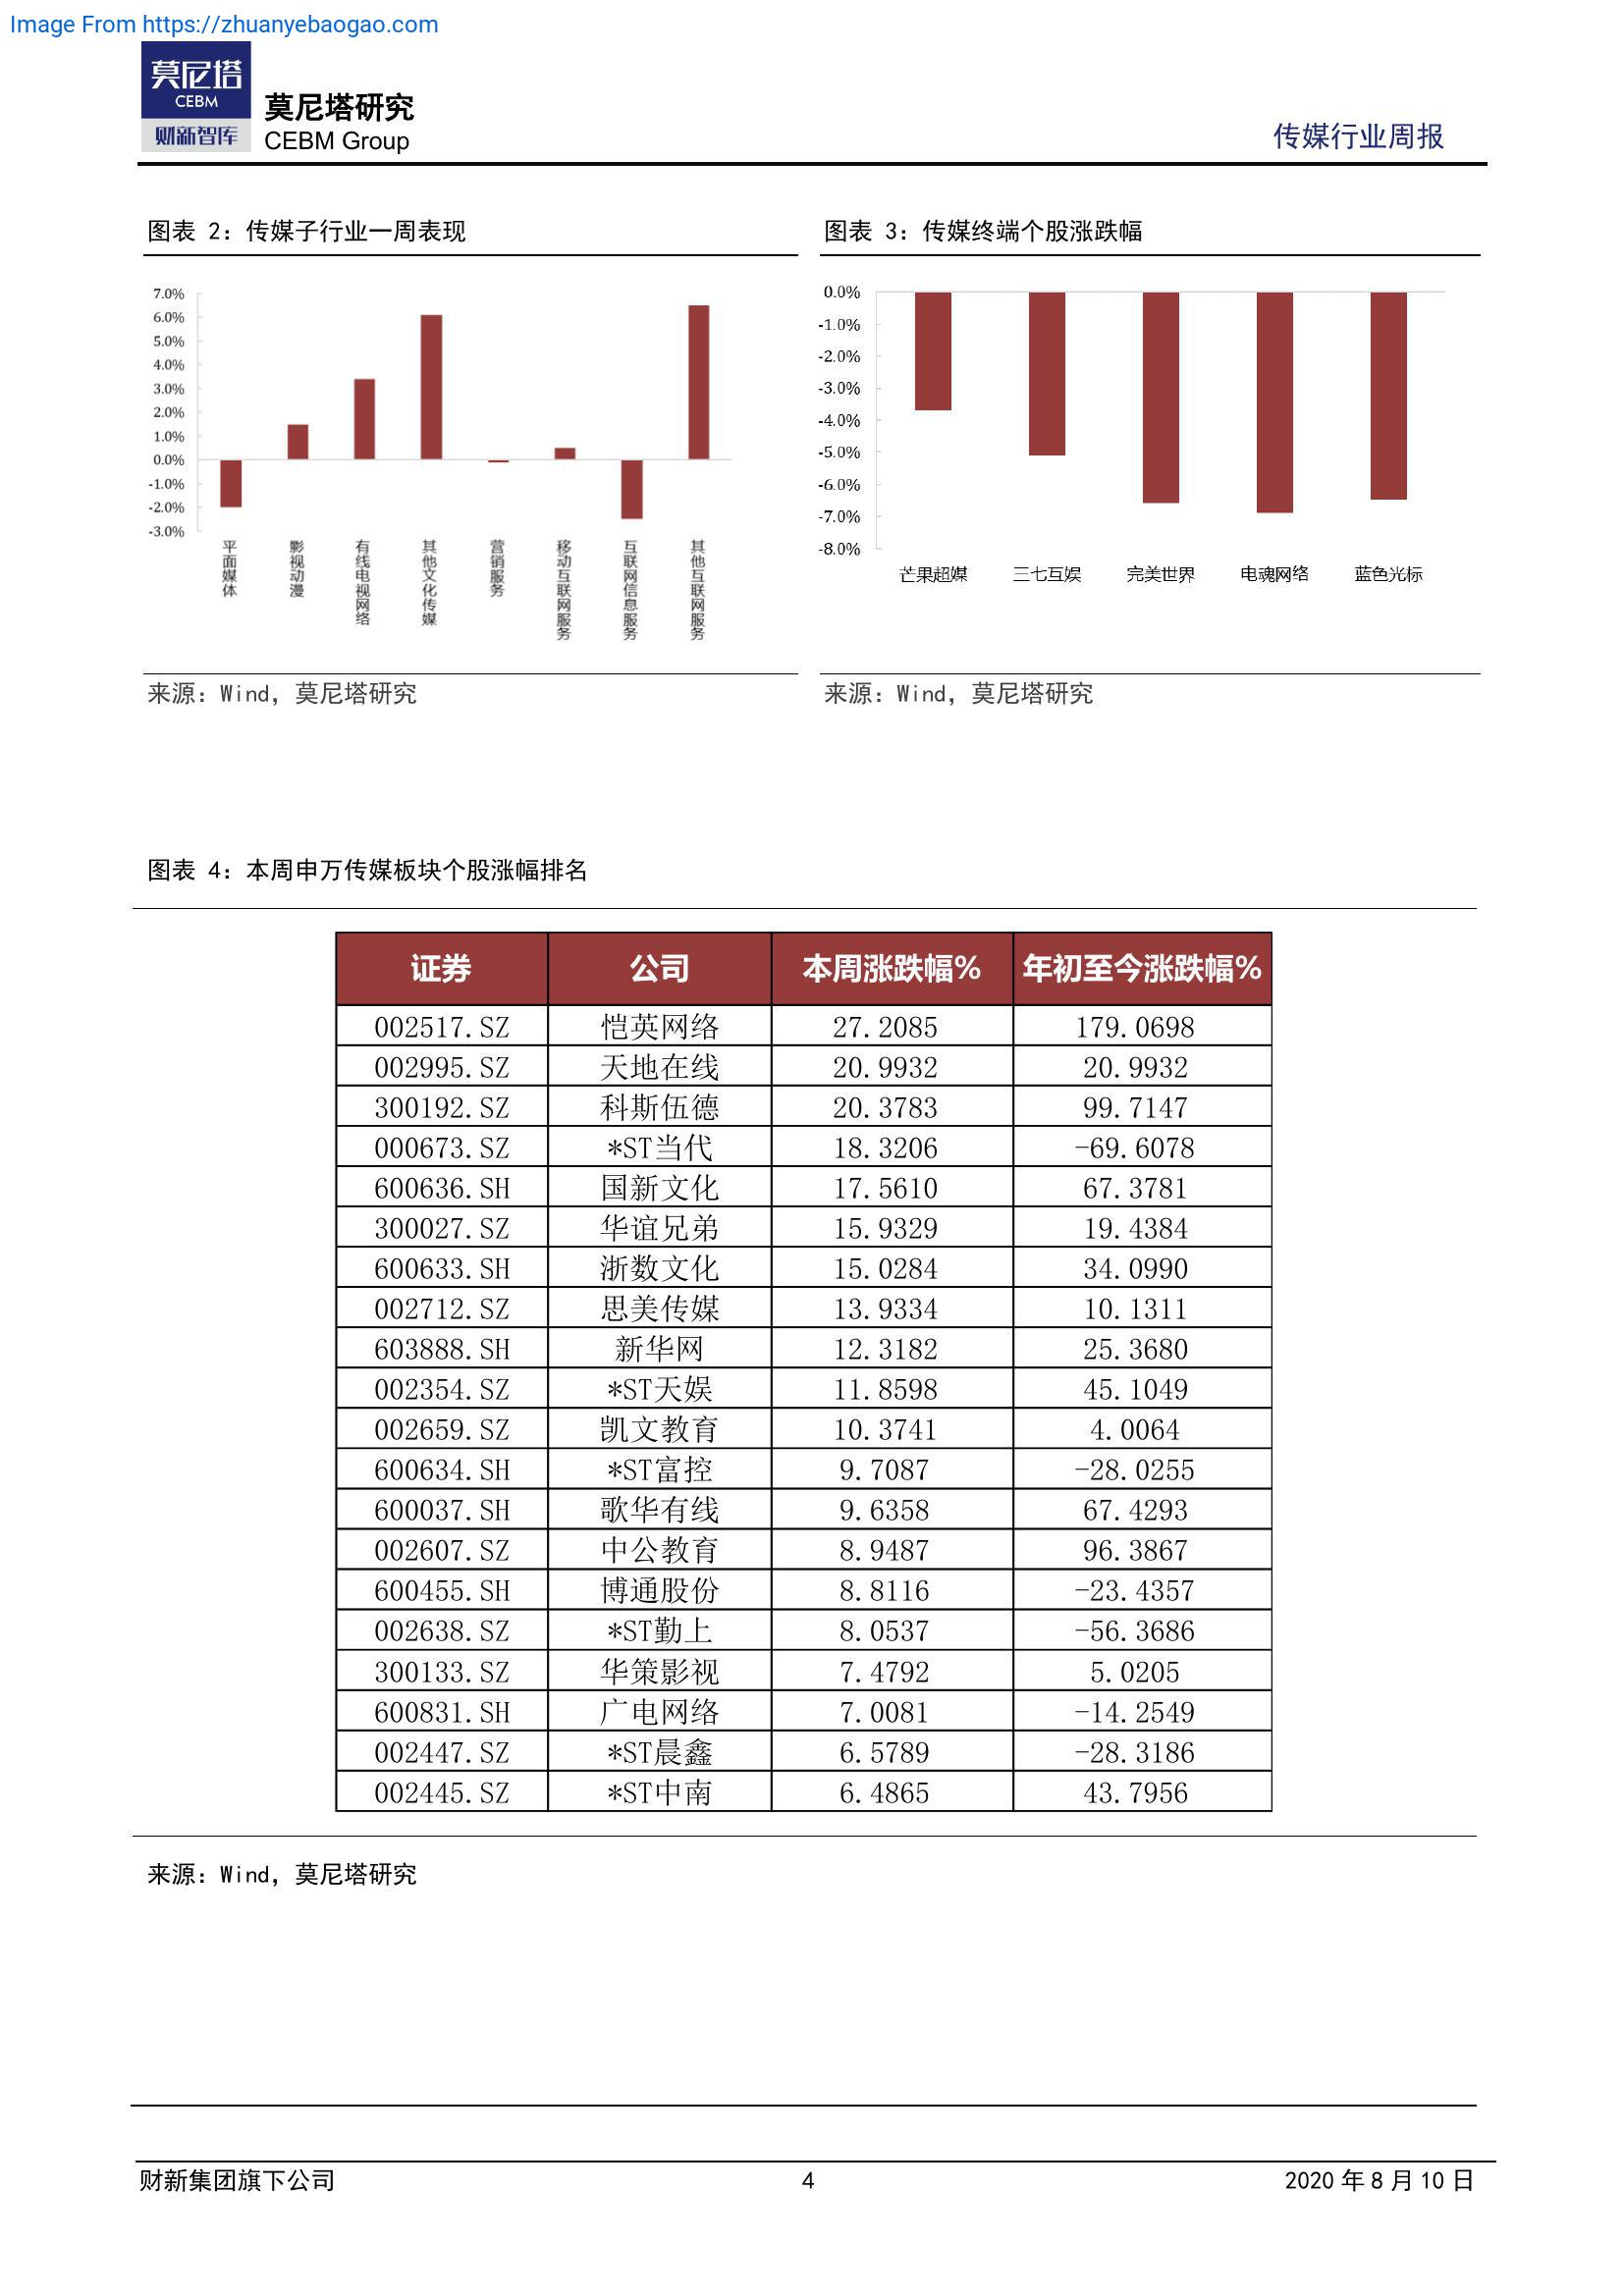 Image From https://zhuanyebaogao.com
莫尼塔
CEBM
财新智库
莫尼塔研究
CEBM Group
传媒行业周报
图表 2：传媒子行业一周表现
7.0%
6.0%
5.0%
4.0%
3.0%
2.0%
1.0%
0.0%
-1.0%
-2.0%
-3.0%
平面媒体
影视动漫
有线电视网络
其他文化传媒
营销服务
移动互联网服务
互联网信息服务
其他互联网服务
来源：Wind，莫尼塔研究
图表 3：传媒终端个股涨跌幅
0.0%
-1.0%
-2.0%
-3.0%
-4.0%
-5.0%
-6.0%
-7.0%
-8.0%
芒果超媒 三七互娱 完美世界 电魂网络 蓝色光标
来源：Wind，莫尼塔研究
图表 4：本周申万传媒板块个股涨幅排名
证券 公司 本周涨跌幅% 年初至今涨跌幅%
002517.SZ 恺英网络 27.2085 179.0698
002995.SZ 天地在线 20.9932 20.9932
300192.SZ 科斯伍德 20.3783 99.7147
000673.SZ *ST当代 18.3206 -69.6078
600636.SH 国新文化 17.5610 67.3781
300027.SZ 华谊兄弟 15.9329 19.4384
600633.SH 浙数文化 15.0284 34.0990
002712.SZ 思美传媒 13.9334 10.1311
603888.SH 新华网 12.3182 25.3680
002354.SZ *ST天娱 11.8598 45.1049
002659.SZ 凯文教育 10.3741 4.0064
600634.SH *ST富控 9.7087 -28.0255
600037.SH 歌华有线 9.6358 67.4293
002607.SZ 中公教育 8.9487 96.3867
600455.SH 博通股份 8.8116 -23.4357
002638.SZ *ST勤上 8.0537 -56.3686
300133.SZ 华策影视 7.4792 5.0205
600831.SH 广电网络 7.0081 -14.2549
002447.SZ *ST晨鑫 6.5789 -28.3186
002445.SZ *ST中南 6.4865 43.7956
来源：Wind，莫尼塔研究
财新集团旗下公司 4 2020 年 8 月 10 日